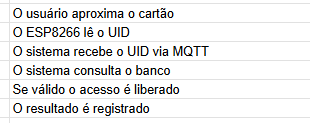 O usuário aproxima o cartão
O ESP8266 lê o UID
O sistema recebe o UID via MQTT
O sistema consulta o banco
Se válido o acesso é liberado
O resultado é registrado